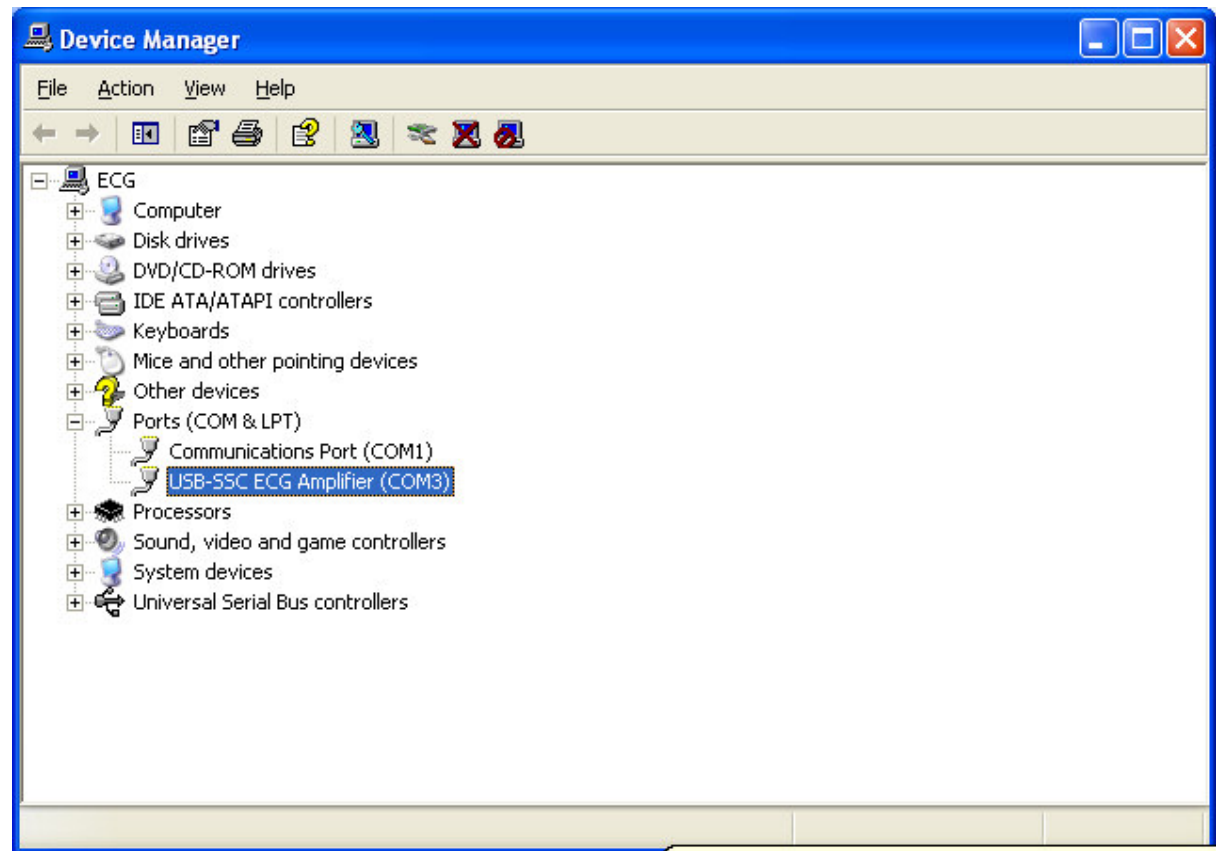 Device Manager
File Action View Help
ECG
Computer
Disk drives
DVD/CD-ROM drives
IDE ATA/ATAPI controllers
Keyboards
Mice and other pointing devices
Other devices
Ports (COM & LPT)
Communications Port (COM1)
USB-SSC ECG Amplifier (COM3)
Processors
Sound, video and game controllers
System devices
Universal Serial Bus controllers